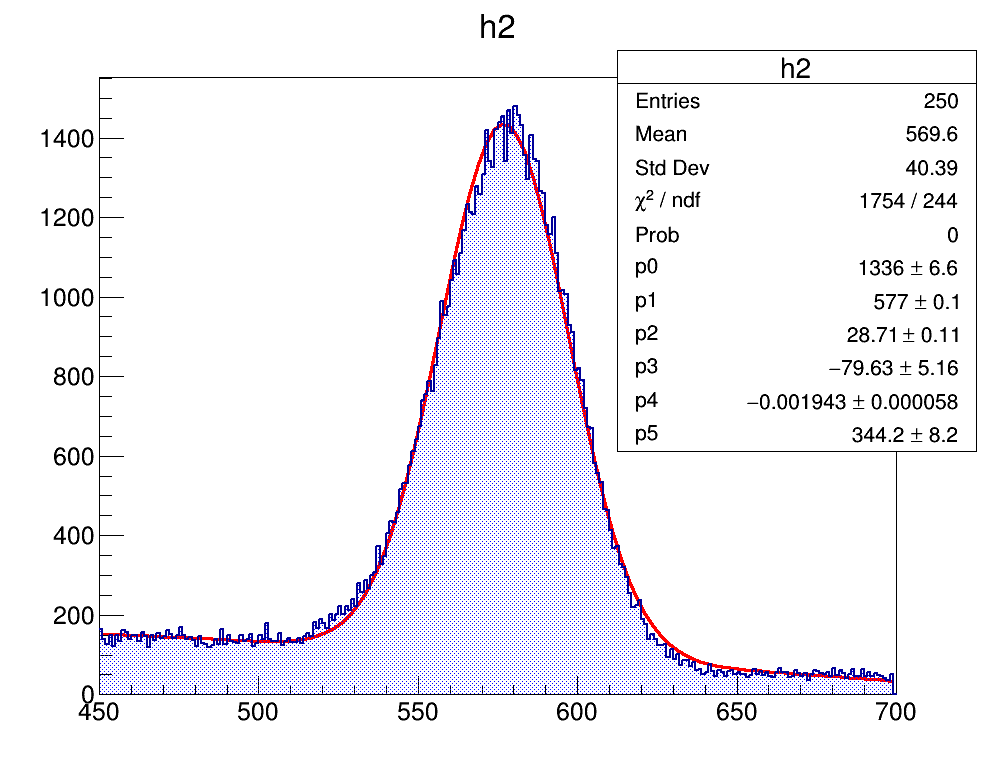 h2
h2
Entries 250
Mean 569.6
Std Dev 40.39
χ² / ndf 1754 / 244
Prob 0
p0 1336 ± 6.6
p1 577 ± 0.1
p2 28.71 ± 0.11
p3 −79.63 ± 5.16
p4 −0.001943 ± 0.000058
p5 344.2 ± 8.2
1400
1200
1000
800
600
400
200
0
450 500 550 600 650 700